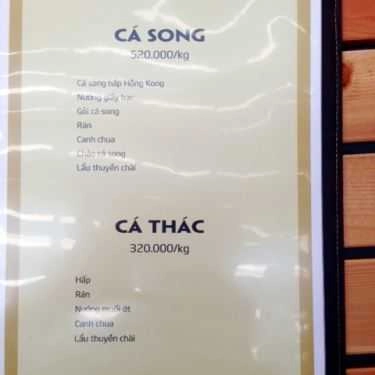 CÁ SONG
520.000/kg
Cá song hấp Hồng Kong
Nướng giấy bạc
Gỏi cá song
Rán
Canh chua
Cháo cá song
Lẩu thuyền chài
CÁ THÁC
320.000/kg
Hấp
Rán
Nướng muối ớt
Canh chua
Lẩu thuyền chài